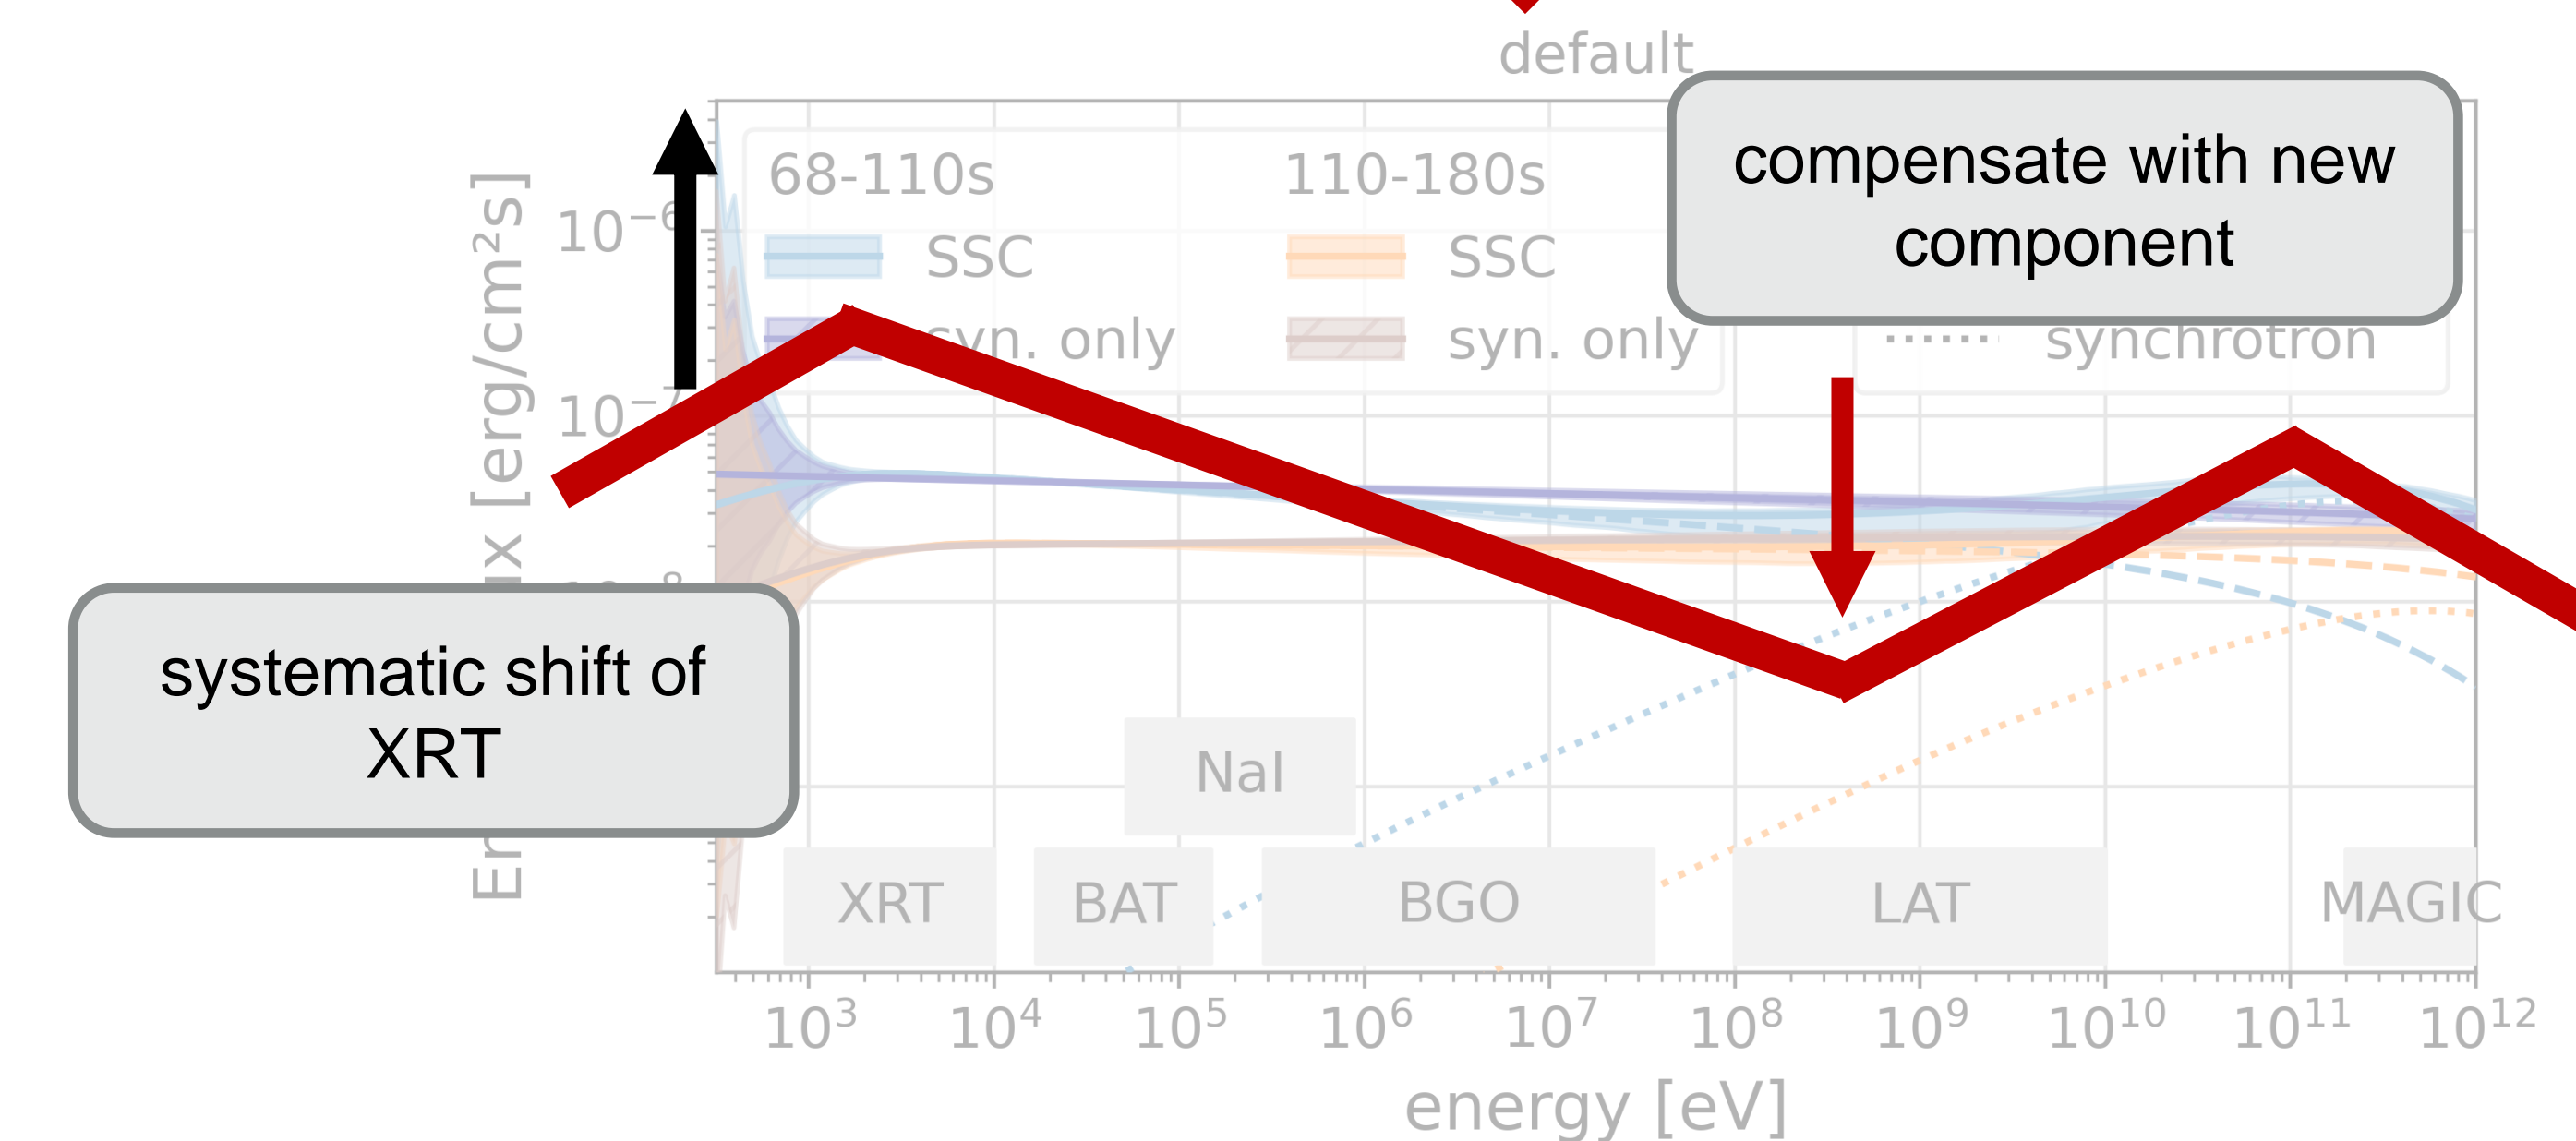 default
compensate with new
component
68-110s
110-180s
SSC
SSC
syn. only
syn. only
synchrotron
[erg/cm²s]
10⁻⁶
systematic shift of
XRT
NaI
XRT
BAT
BGO
LAT
MAGIC
10³
10⁴
10⁵
10⁶
10⁷
10⁸
10⁹
10¹⁰
10¹¹
10¹²
energy [eV]